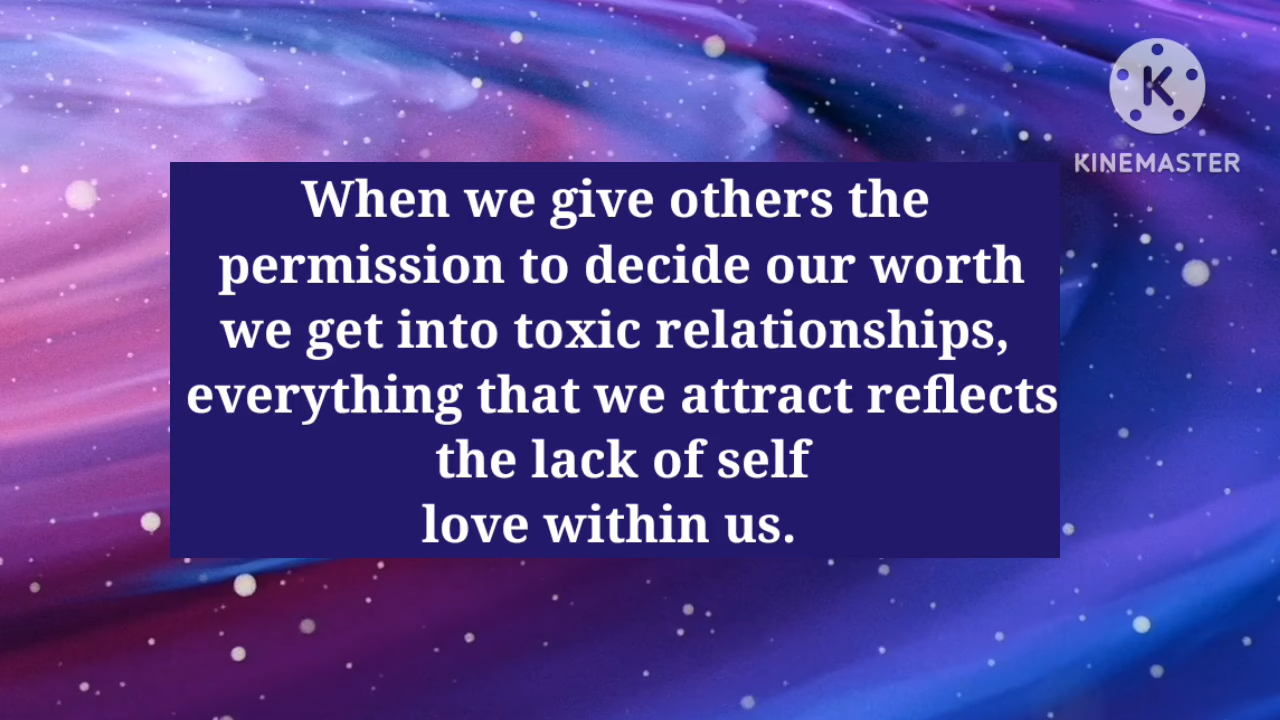 K
KINEMASTER
When we give others the
permission to decide our worth
we get into toxic relationships,
everything that we attract reflects
the lack of self
love within us.